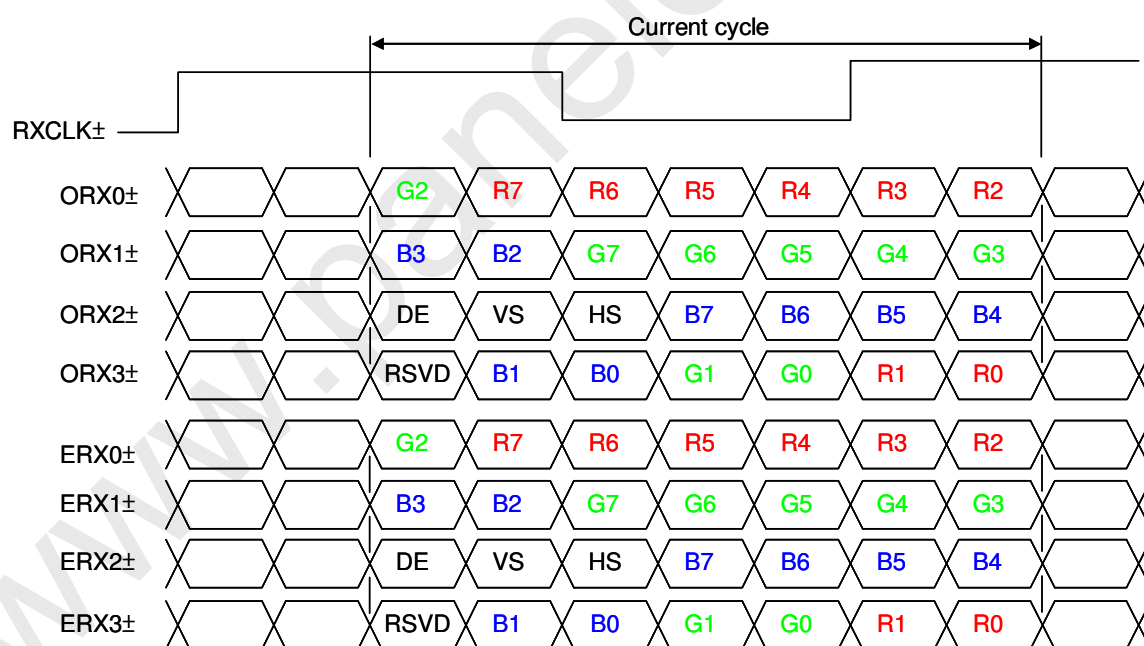 Current cycle
RXCLK±
ORX0± G2 R7 R6 R5 R4 R3 R2
ORX1± B3 B2 G7 G6 G5 G4 G3
ORX2± DE VS HS B7 B6 B5 B4
ORX3± RSVD B1 B0 G1 G0 R1 R0
ERX0± G2 R7 R6 R5 R4 R3 R2
ERX1± B3 B2 G7 G6 G5 G4 G3
ERX2± DE VS HS B7 B6 B5 B4
ERX3± RSVD B1 B0 G1 G0 R1 R0
www.panel